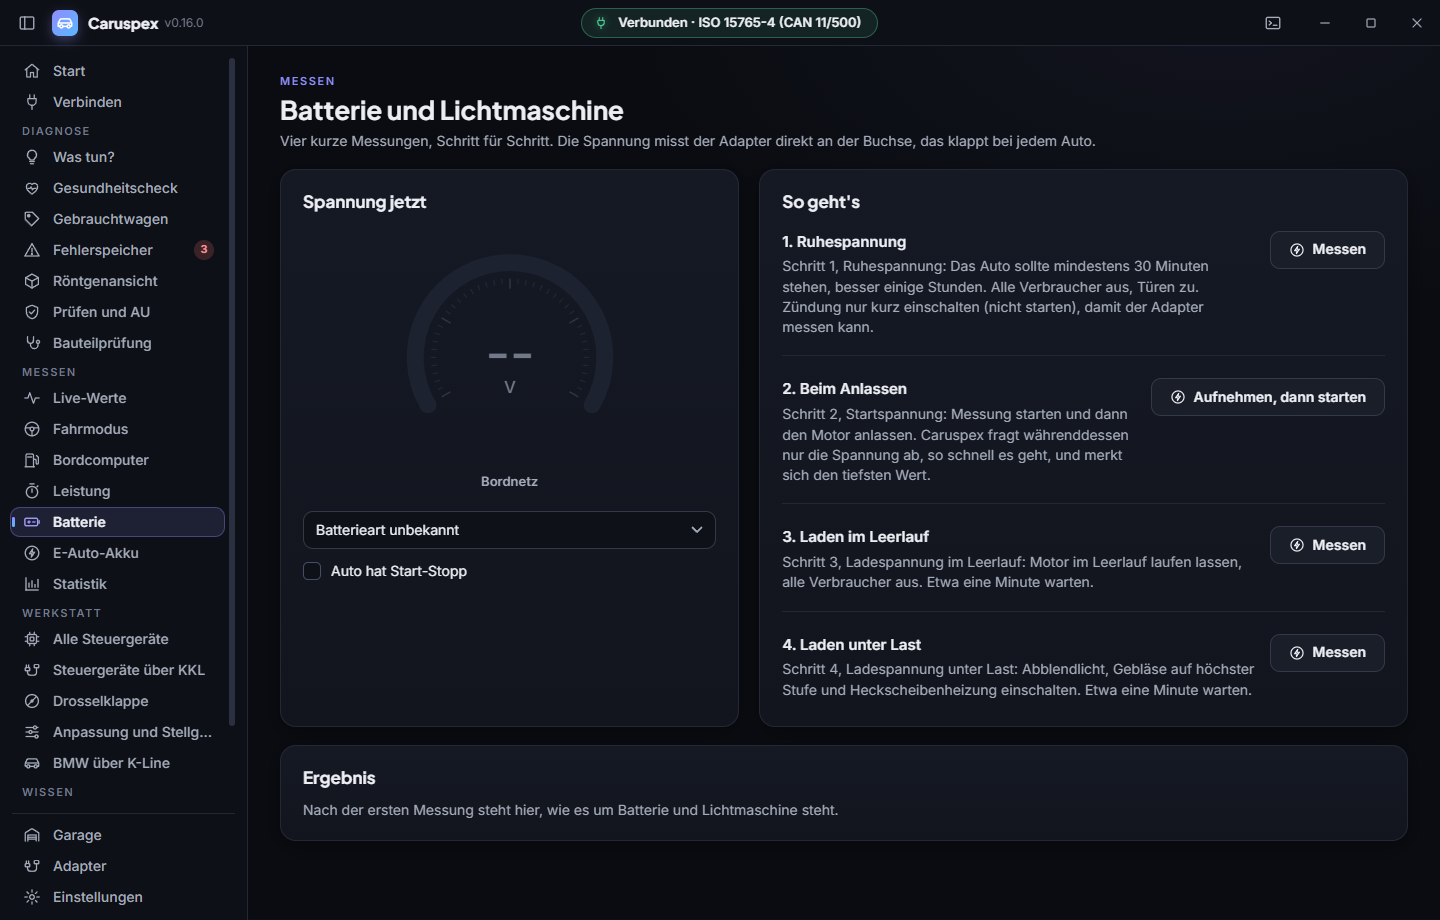 Caruspex v0.16.0
Verbunden · ISO 15765-4 (CAN 11/500)
Start
Verbinden
DIAGNOSE
Was tun?
Gesundheitscheck
Gebrauchtwagen
Fehlerspeicher 3
Röntgenansicht
Prüfen und AU
Bauteilprüfung
MESSEN
Live-Werte
Fahrmodus
Bordcomputer
Leistung
Batterie
E-Auto-Akku
Statistik
WERKSTATT
Alle Steuergeräte
Steuergeräte über KKL
Drosselklappe
Anpassung und Stellg...
BMW über K-Line
WISSEN
Garage
Adapter
Einstellungen
MESSEN
Batterie und Lichtmaschine
Vier kurze Messungen, Schritt für Schritt. Die Spannung misst der Adapter direkt an der Buchse, das klappt bei jedem Auto.
Spannung jetzt
– –
V
Bordnetz
Batterieart unbekannt
Auto hat Start-Stopp
So geht's
1. Ruhespannung
Schritt 1, Ruhespannung: Das Auto sollte mindestens 30 Minuten
stehen, besser einige Stunden. Alle Verbraucher aus, Türen zu.
Zündung nur kurz einschalten (nicht starten), damit der Adapter
messen kann.
Messen
2. Beim Anlassen
Schritt 2, Startspannung: Messung starten und dann
den Motor anlassen. Caruspex fragt währenddessen
nur die Spannung ab, so schnell es geht, und merkt
sich den tiefsten Wert.
Aufnehmen, dann starten
3. Laden im Leerlauf
Schritt 3, Ladespannung im Leerlauf: Motor im Leerlauf laufen lassen,
alle Verbraucher aus. Etwa eine Minute warten.
Messen
4. Laden unter Last
Schritt 4, Ladespannung unter Last: Abblendlicht, Gebläse auf höchster
Stufe und Heckscheibenheizung einschalten. Etwa eine Minute warten.
Messen
Ergebnis
Nach der ersten Messung steht hier, wie es um Batterie und Lichtmaschine steht.